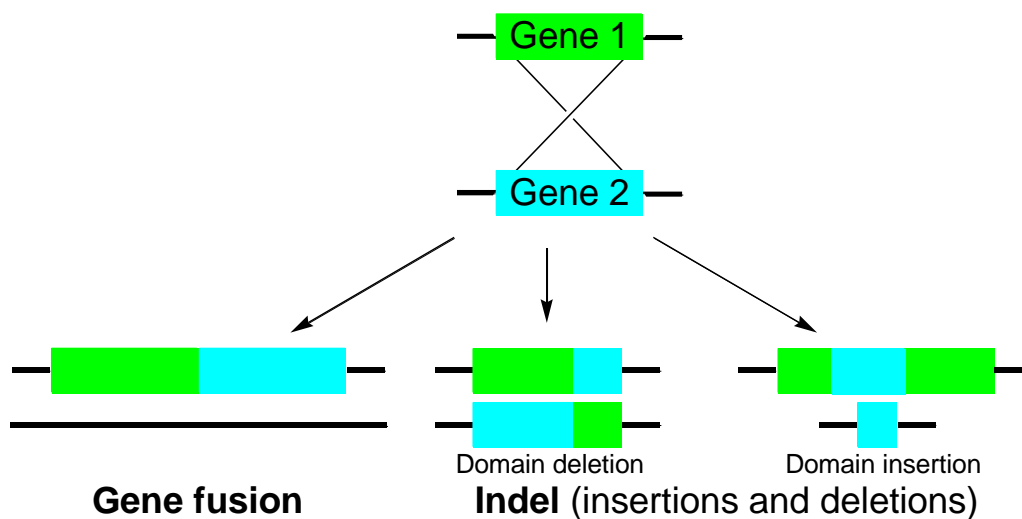 Gene 1
Gene 2
Domain deletion
Domain insertion
Gene fusion
Indel (insertions and deletions)